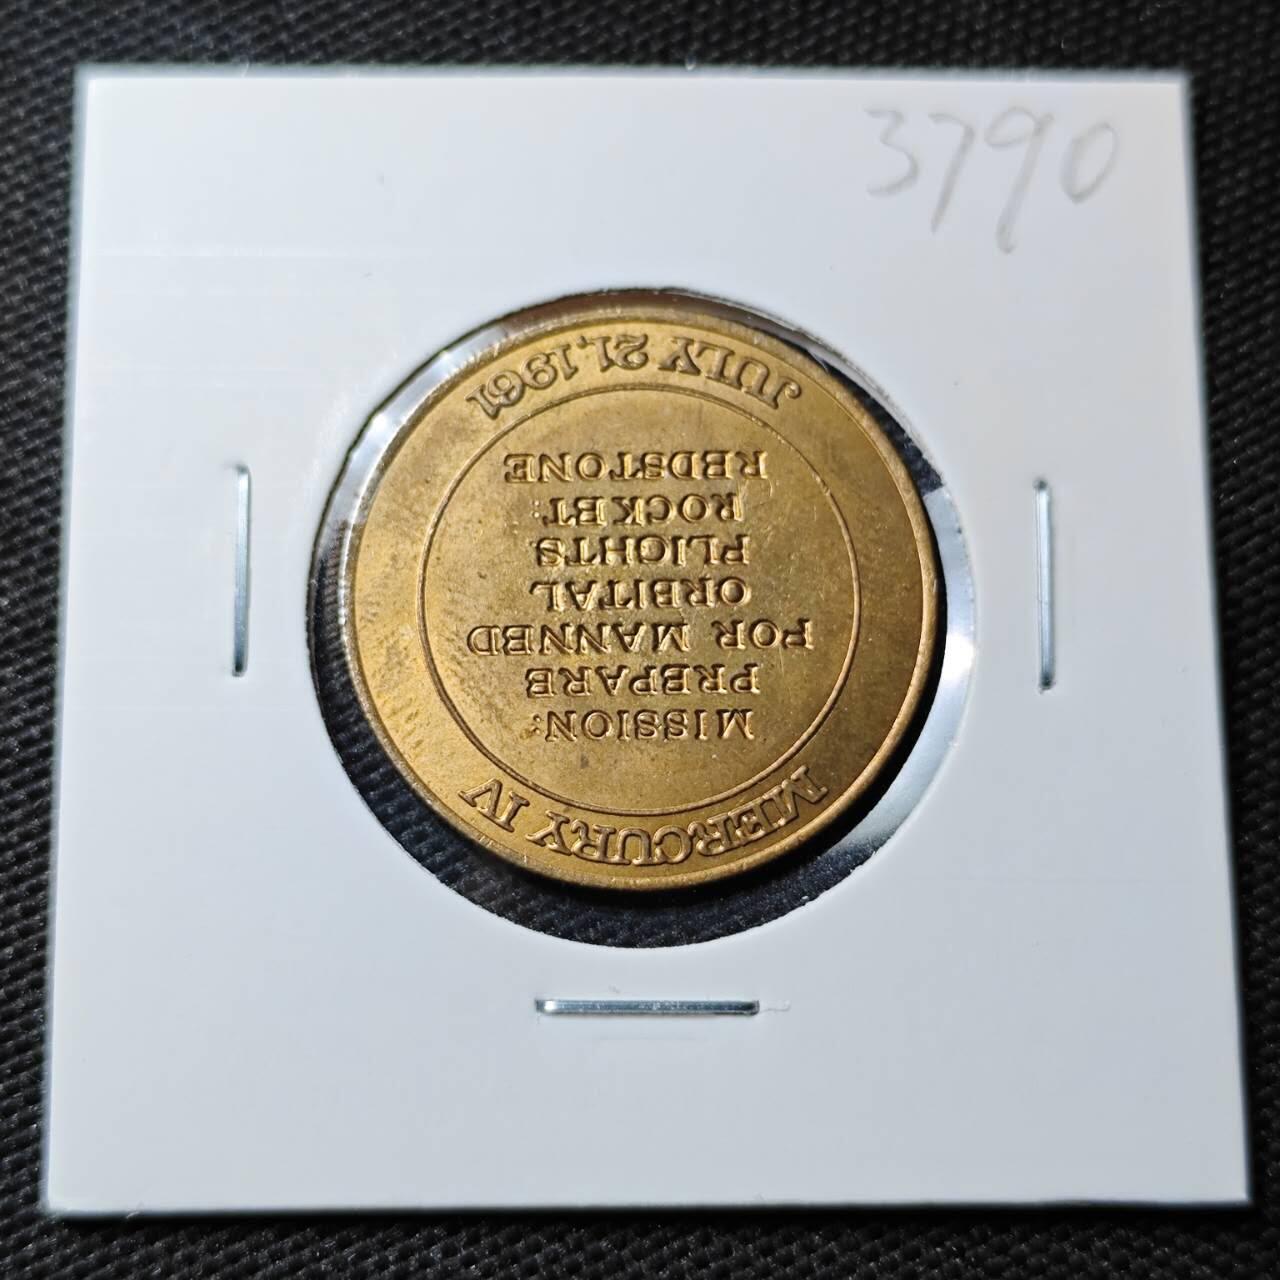 3790
MERCURY IV
MISSION:
PREPARE
FOR MANNED
ORBITAL
FLIGHTS
ROCKET:
REDSTONE
JULY 21, 1961